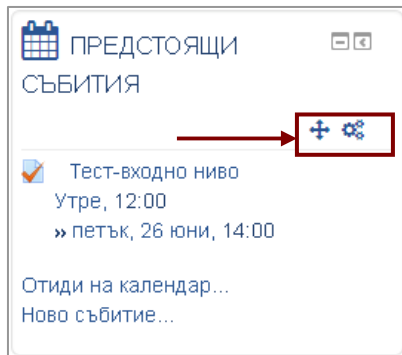 ПРЕДСТОЯЩИ
СЪБИТИЯ
Тест-входно ниво
Утре, 12:00
» петък, 26 юни, 14:00
Отиди на календар...
Ново събитие...